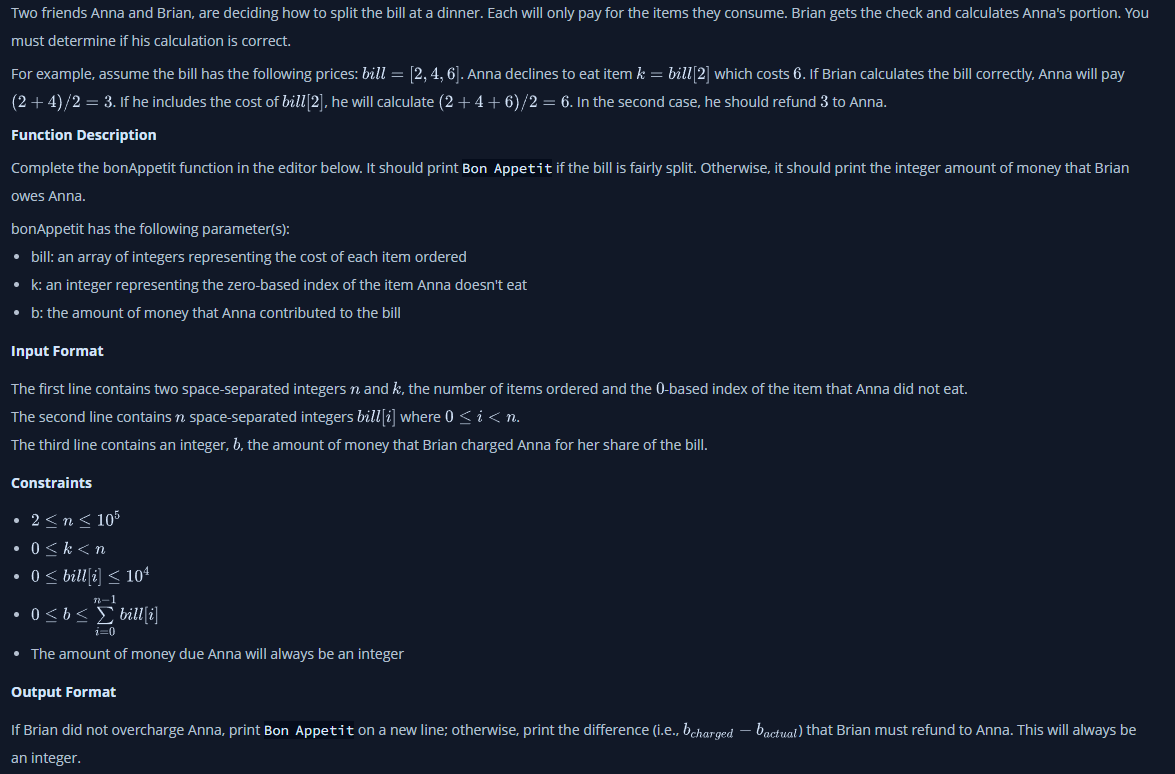 Two friends Anna and Brian, are deciding how to split the bill at a dinner. Each will only pay for the items they consume. Brian gets the check and calculates Anna's portion. You
must determine if his calculation is correct.
For example, assume the bill has the following prices: bill = [2, 4, 6]. Anna declines to eat item k = bill[2] which costs 6. If Brian calculates the bill correctly, Anna will pay
(2 + 4)/2 = 3. If he includes the cost of bill[2], he will calculate (2 + 4 + 6)/2 = 6. In the second case, he should refund 3 to Anna.
Function Description
Complete the bonAppetit function in the editor below. It should print Bon Appetit if the bill is fairly split. Otherwise, it should print the integer amount of money that Brian
owes Anna.
bonAppetit has the following parameter(s):
• bill: an array of integers representing the cost of each item ordered
• k: an integer representing the zero-based index of the item Anna doesn't eat
• b: the amount of money that Anna contributed to the bill
Input Format
The first line contains two space-separated integers n and k, the number of items ordered and the 0-based index of the item that Anna did not eat.
The second line contains n space-separated integers bill[i] where 0 ≤ i < n.
The third line contains an integer, b, the amount of money that Brian charged Anna for her share of the bill.
Constraints
• 2 ≤ n ≤ 10⁵
• 0 ≤ k < n
• 0 ≤ bill[i] ≤ 10⁴
• 0 ≤ b ≤ ∑_{i=0}^{n−1} bill[i]
• The amount of money due Anna will always be an integer
Output Format
If Brian did not overcharge Anna, print Bon Appetit on a new line; otherwise, print the difference (i.e., b_{charged} − b_{actual}) that Brian must refund to Anna. This will always be
an integer.